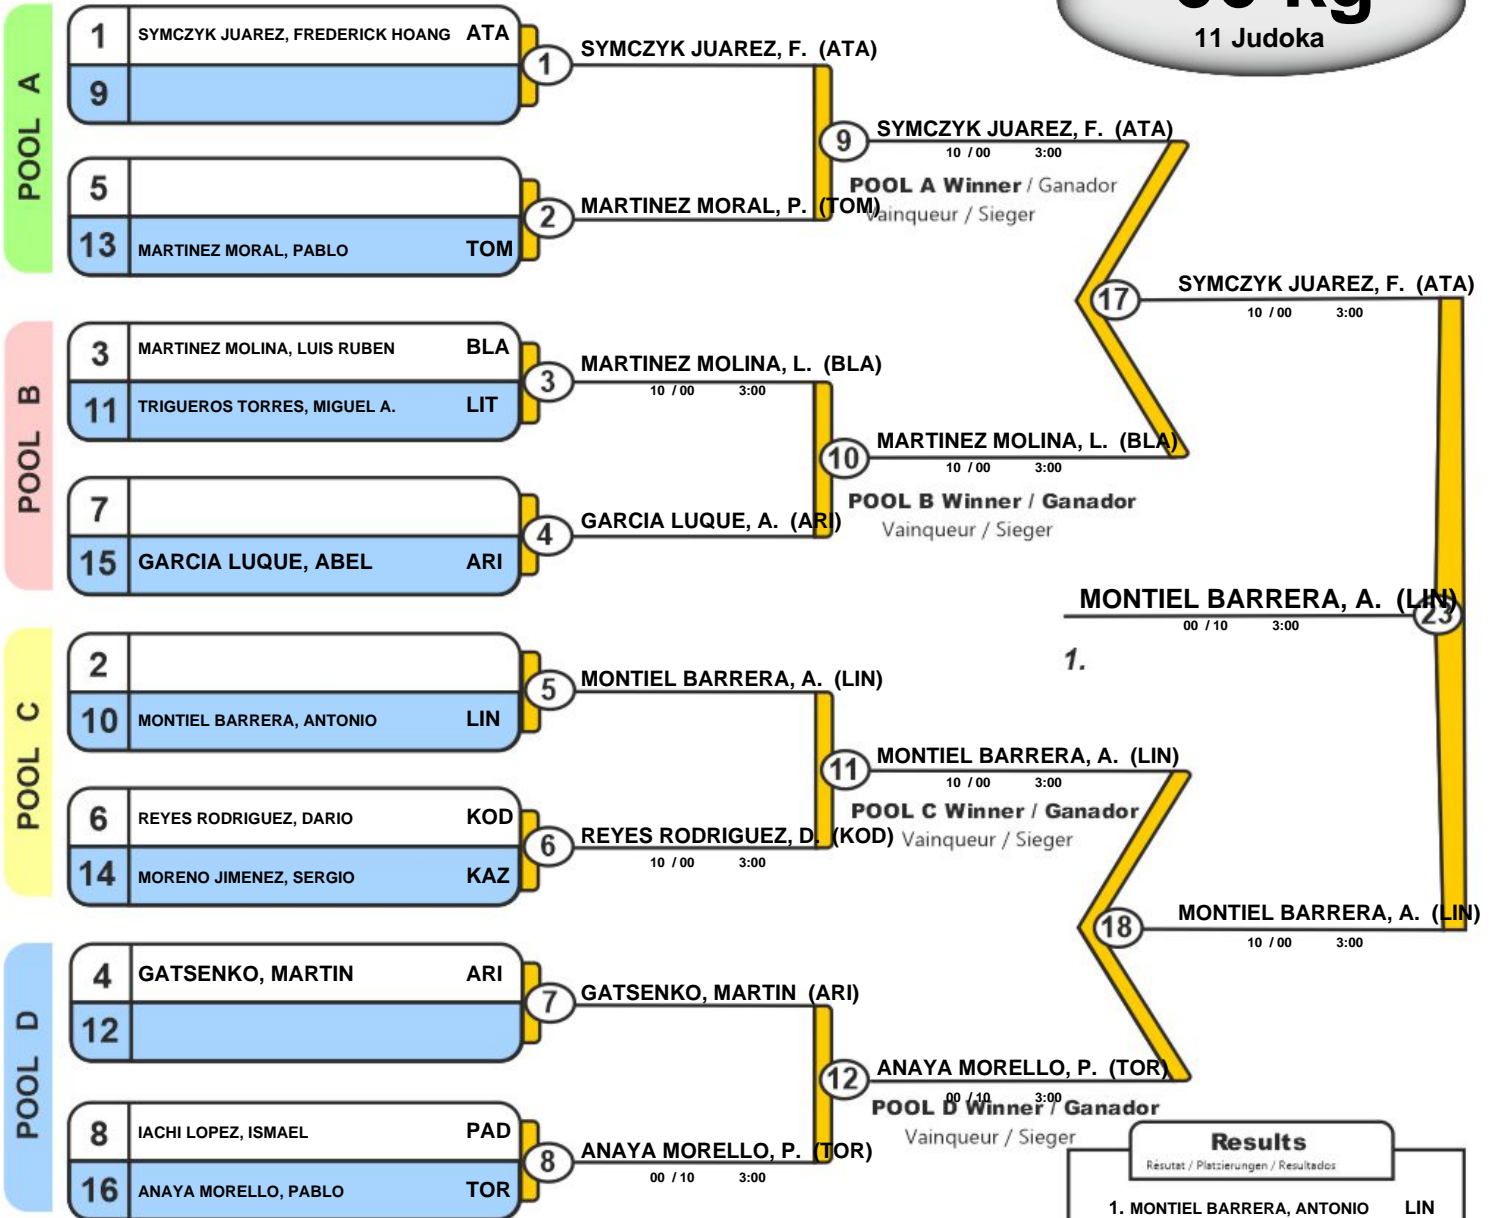 11 Judoka
POOL A
1 SYMCZYK JUAREZ, FREDERICK HOANG ATA
9
1
SYMCZYK JUAREZ, F. (ATA)
5
13 MARTINEZ MORAL, PABLO TOM
2
MARTINEZ MORAL, P. (TOM)
9
SYMCZYK JUAREZ, F. (ATA)
10 / 00 3:00
POOL A Winner / Ganador
Vainqueur / Sieger
POOL B
3 MARTINEZ MOLINA, LUIS RUBEN BLA
11 TRIGUEROS TORRES, MIGUEL A. LIT
3
MARTINEZ MOLINA, L. (BLA)
10 / 00 3:00
7
15 GARCIA LUQUE, ABEL ARI
4
GARCIA LUQUE, A. (ARI)
10
MARTINEZ MOLINA, L. (BLA)
10 / 00 3:00
POOL B Winner / Ganador
Vainqueur / Sieger
17
SYMCZYK JUAREZ, F. (ATA)
10 / 00 3:00
MONTIEL BARRERA, A. (LIN)
23
00 / 10 3:00
1.
POOL C
2
10 MONTIEL BARRERA, ANTONIO LIN
5
MONTIEL BARRERA, A. (LIN)
6 REYES RODRIGUEZ, DARIO KOD
14 MORENO JIMENEZ, SERGIO KAZ
6
REYES RODRIGUEZ, D. (KOD)
10 / 00 3:00
11
MONTIEL BARRERA, A. (LIN)
10 / 00 3:00
POOL C Winner / Ganador
Vainqueur / Sieger
POOL D
4 GATSENKO, MARTIN ARI
12
7
GATSENKO, MARTIN (ARI)
8 IACHI LOPEZ, ISMAEL PAD
16 ANAYA MORELLO, PABLO TOR
8
ANAYA MORELLO, P. (TOR)
00 / 10 3:00
12
ANAYA MORELLO, P. (TOR)
00 / 10 3:00
POOL D Winner / Ganador
Vainqueur / Sieger
18
MONTIEL BARRERA, A. (LIN)
10 / 00 3:00
Results
Résutat / Platzierungen / Resultados
1. MONTIEL BARRERA, ANTONIO LIN